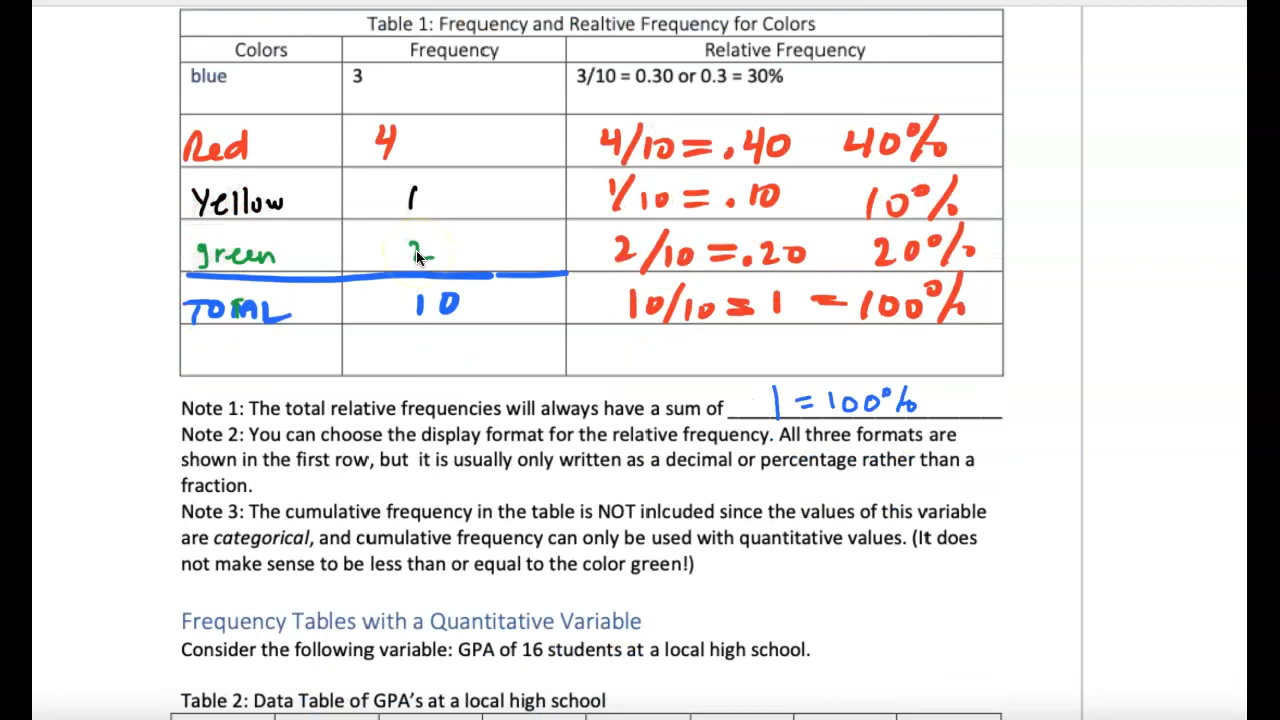 Table 1: Frequency and Realtive Frequency for Colors
Colors Frequency Relative Frequency
blue 3 3/10 = 0.30 or 0.3 = 30%
Red 4 4/10 = .40 40%
Yellow 1 1/10 = .10 10%
green 2 2/10 = .20 20%
TOTAL 10 10/10 = 1 = 100%
Note 1: The total relative frequencies will always have a sum of 1 = 100%
Note 2: You can choose the display format for the relative frequency. All three formats are
shown in the first row, but it is usually only written as a decimal or percentage rather than a
fraction.
Note 3: The cumulative frequency in the table is NOT inlcuded since the values of this variable
are categorical, and cumulative frequency can only be used with quantitative values. (It does
not make sense to be less than or equal to the color green!)
Frequency Tables with a Quantitative Variable
Consider the following variable: GPA of 16 students at a local high school.
Table 2: Data Table of GPA's at a local high school